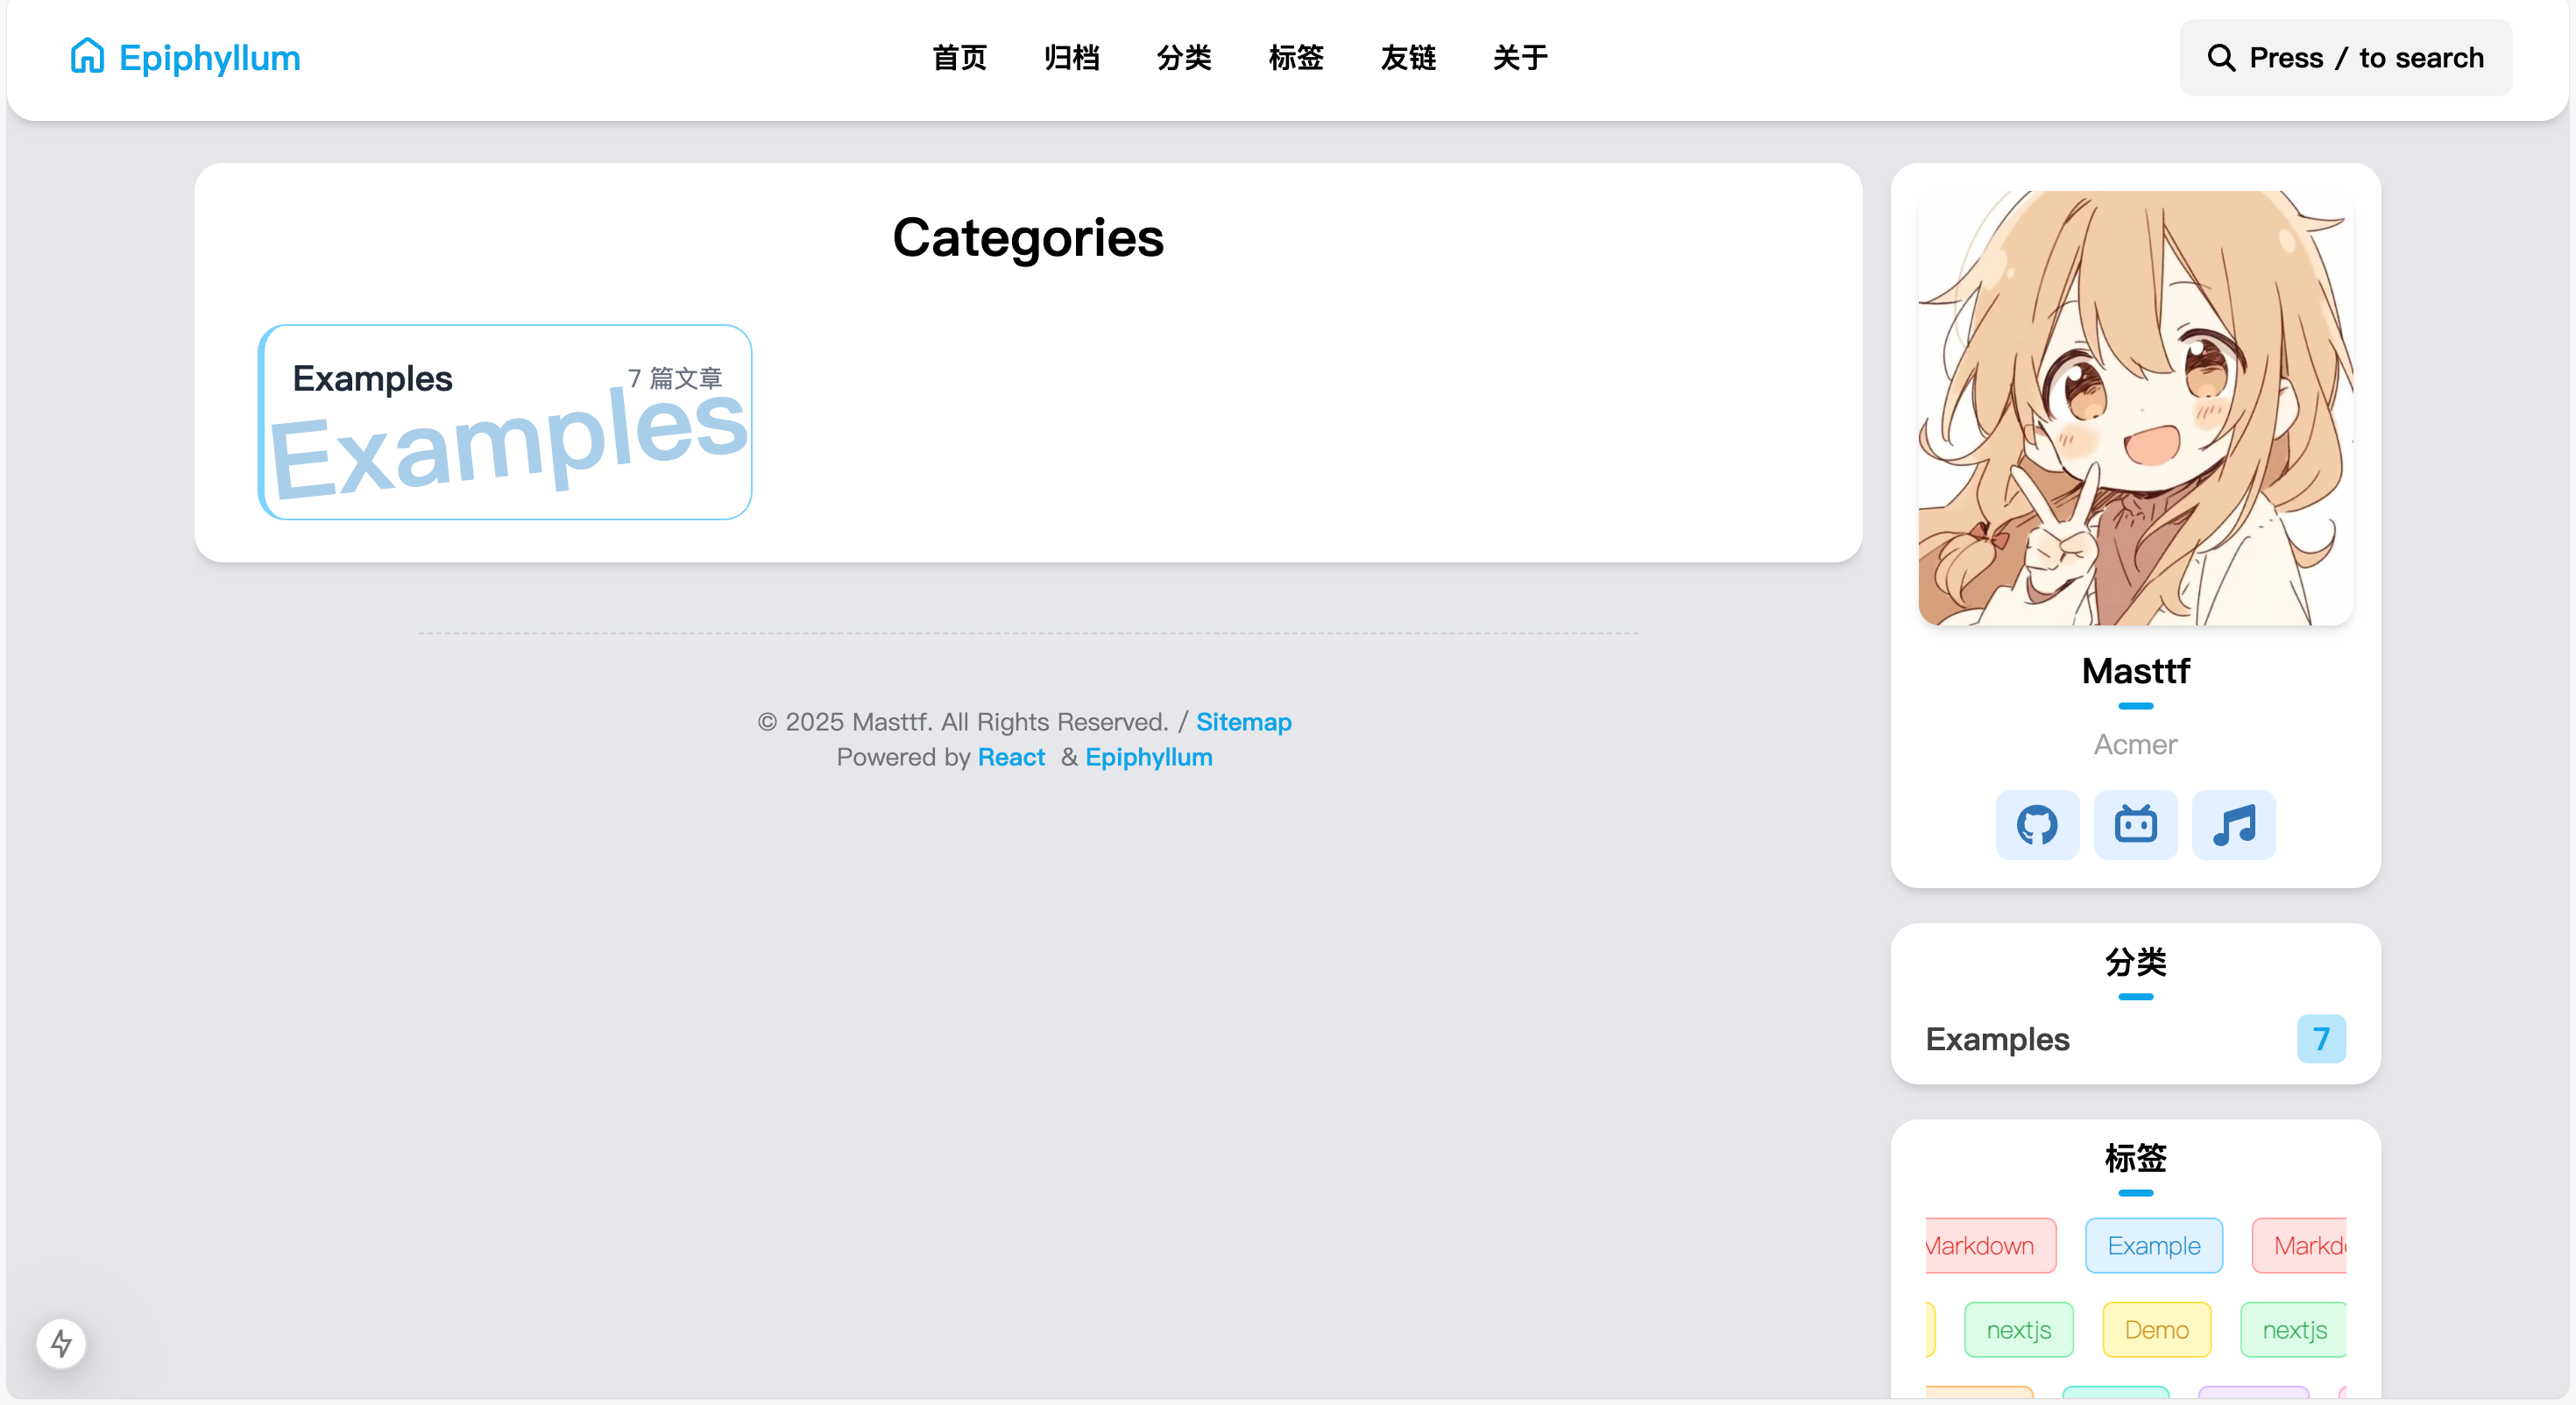 Epiphyllum
首页 归档 分类 标签 友链 关于
Press / to search
Categories
Examples 7 篇文章
Examples
© 2025 Masttf. All Rights Reserved. / Sitemap
Powered by React & Epiphyllum
Masttf
Acmer
分类
Examples 7
标签
Markdown Example Markd
nextjs Demo nextjs